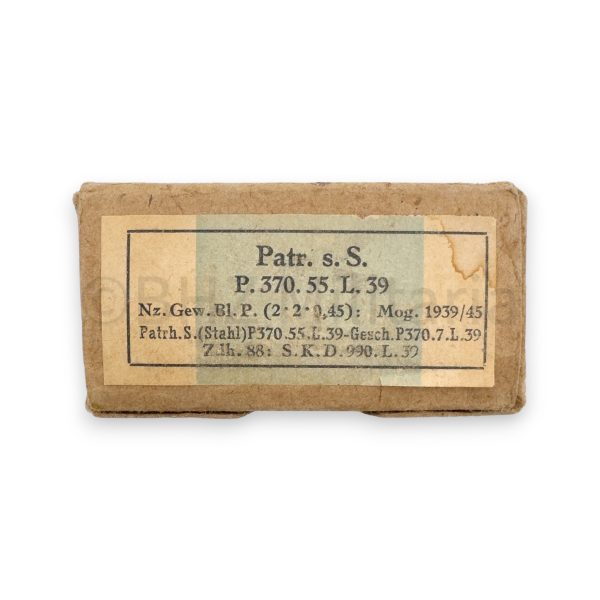 Patr. s. S.
P. 370. 55. L. 39
Nz. Gew. Bl. P. (2·2·0,45): Mog. 1939/45
Patrh. S. (Stahl) P370.55.L.39-Gesch. P370.7.L.39
Zdh. 88: S. K. D. 990. L. 39